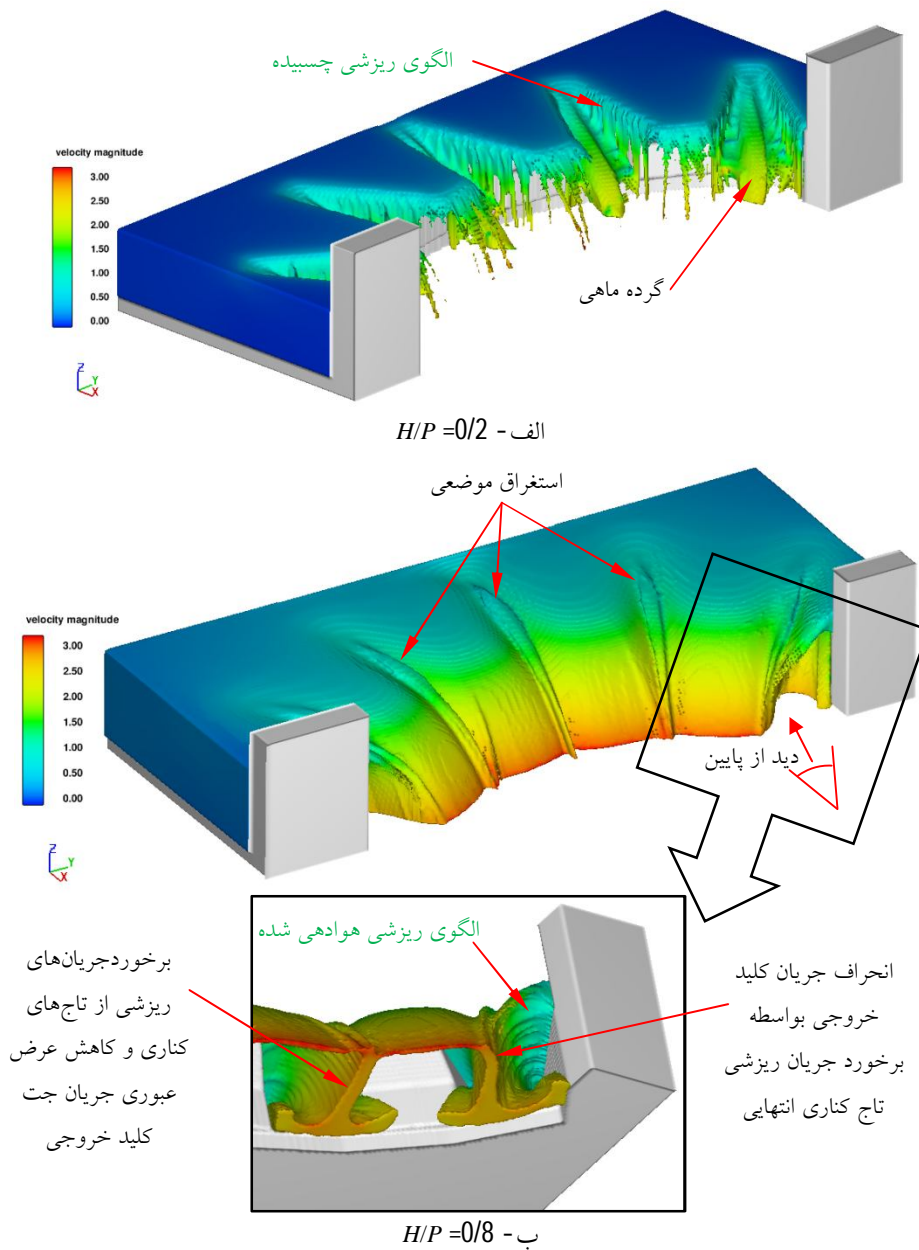 الگوی ریزشی چسبیده
velocity magnitude
3.00
2.50
2.00
1.50
1.00
0.50
0.00
Z
Y
X
گرده ماهی
الف - H/P =0/2
استغراق موضعی
velocity magnitude
3.00
2.50
2.00
1.50
1.00
0.50
0.00
Z
Y
X
دید از پایین
الگوی ریزشی هوادهی شده
انحراف جریان کلید
خروجی بواسطه
برخورد جریان ریزشی
تاج کناری انتهایی
برخوردجریان‌های
ریزشی از تاج‌های
کناری و کاهش عرض
عبوری جریان جت
کلید خروجی
ب - H/P =0/8